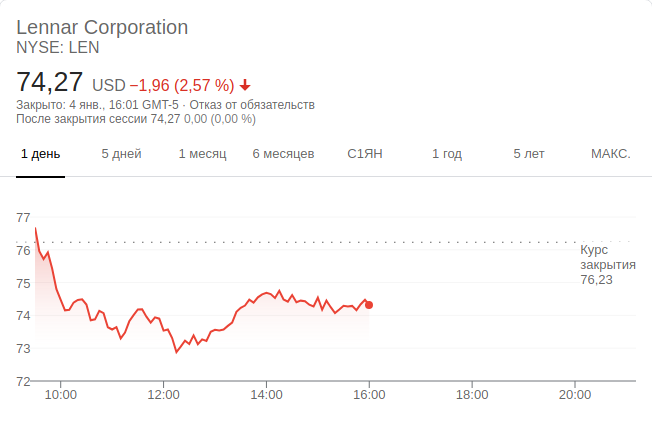 Lennar Corporation
NYSE: LEN
74,27 USD −1,96 (2,57 %)
Закрыто: 4 янв., 16:01 GMT-5 · Отказ от обязательств
После закрытия сессии 74,27 0,00 (0,00 %)
1 день 5 дней 1 месяц 6 месяцев С1ЯН 1 год 5 лет МАКС.
77
76
75
74
73
72
Курс
закрытия
76,23
10:00 12:00 14:00 16:00 18:00 20:00